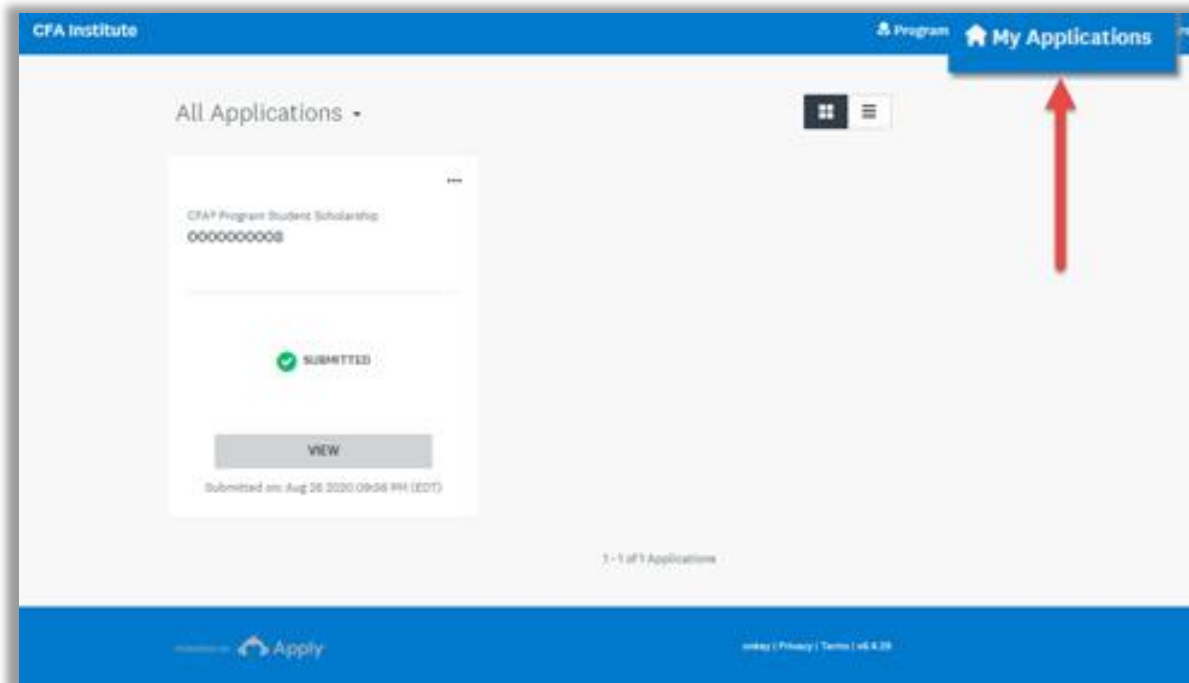 CFA Institute
Program
My Applications
All Applications
CFA® Program Student Scholarship
0000000008
SUBMITTED
VIEW
Submitted on: Aug 26 2020 09:36 PM (EDT)
1 - 1 of 1 Applications
Apply
| Privacy | Terms |